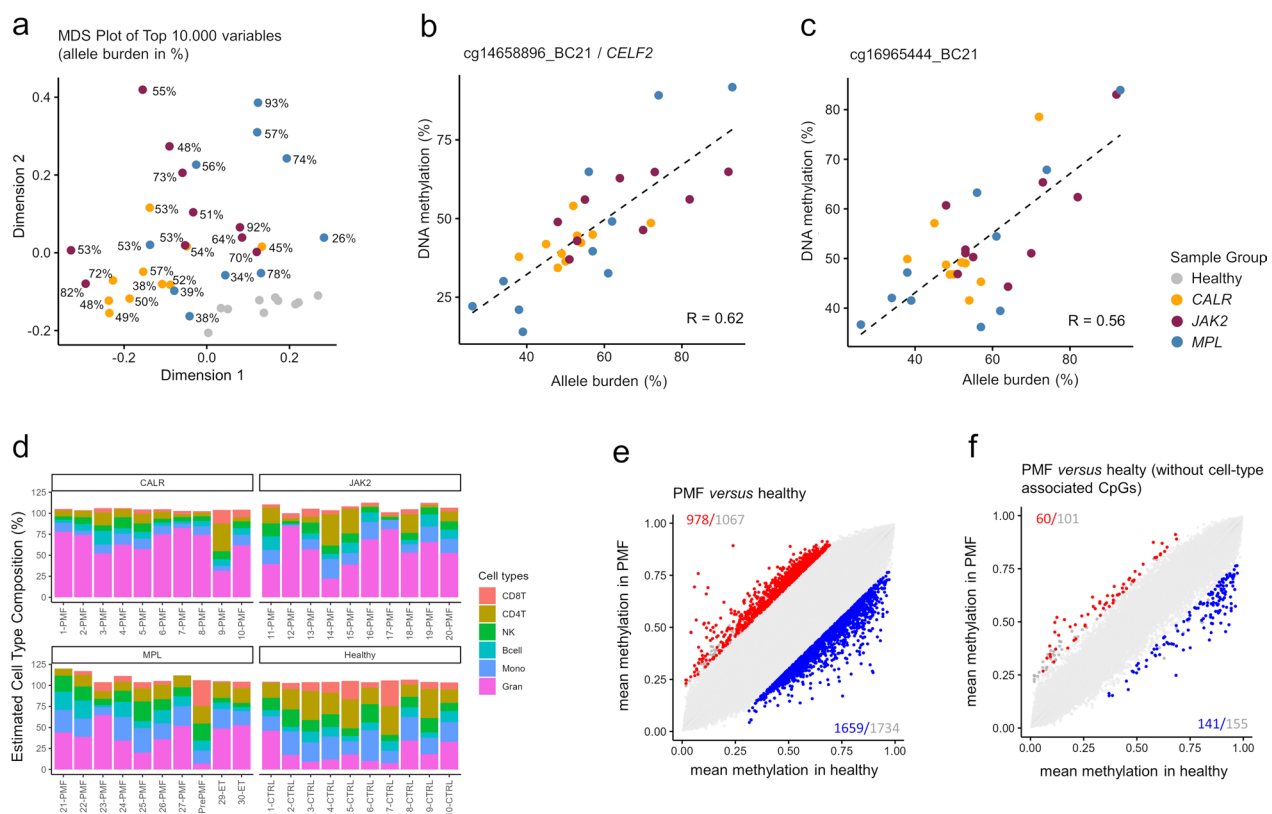 a
MDS Plot of Top 10.000 variables
(allele burden in %)
Dimension 2
0.4
0.2
0.0
-0.2
55%
93%
57%
48%
56%
74%
73%
53%
51%
92%
26%
53%
53%
53%
64%
54%
45%
70%
72%
57%
34%
78%
82%
38%
52%
39%
48%
50%
49%
38%
-0.2
0.0
0.2
Dimension 1
b
cg14658896_BC21 / CELF2
DNA methylation (%)
75
50
25
R = 0.62
40
60
80
Allele burden (%)
c
cg16965444_BC21
DNA methylation (%)
80
70
60
50
40
R = 0.56
40
60
80
Allele burden (%)
Sample Group
Healthy
CALR
JAK2
MPL
d
Estimated Cell Type Composition (%)
CALR
JAK2
125
100
75
50
25
0
1-PMF
2-PMF
3-PMF
4-PMF
5-PMF
6-PMF
7-PMF
8-PMF
9-PMF
10-PMF
11-PMF
12-PMF
13-PMF
14-PMF
15-PMF
16-PMF
17-PMF
18-PMF
19-PMF
20-PMF
MPL
Healthy
125
100
75
50
25
0
21-PMF
22-PMF
23-PMF
24-PMF
25-PMF
26-PMF
27-PMF
PrePMF
29-ET
30-ET
1-CTRL
2-CTRL
3-CTRL
4-CTRL
5-CTRL
6-CTRL
7-CTRL
8-CTRL
9-CTRL
10-CTRL
Cell types
CD8T
CD4T
NK
Bcell
Mono
Gran
e
PMF versus healthy
978/1067
1659/1734
mean methylation in PMF
1.00
0.75
0.50
0.25
0.00
0.00
0.25
0.50
0.75
1.00
mean methylation in healthy
f
PMF versus healty (without cell-type
associated CpGs)
60/101
141/155
mean methylation in PMF
1.00
0.75
0.50
0.25
0.00
0.00
0.25
0.50
0.75
1.00
mean methylation in healthy